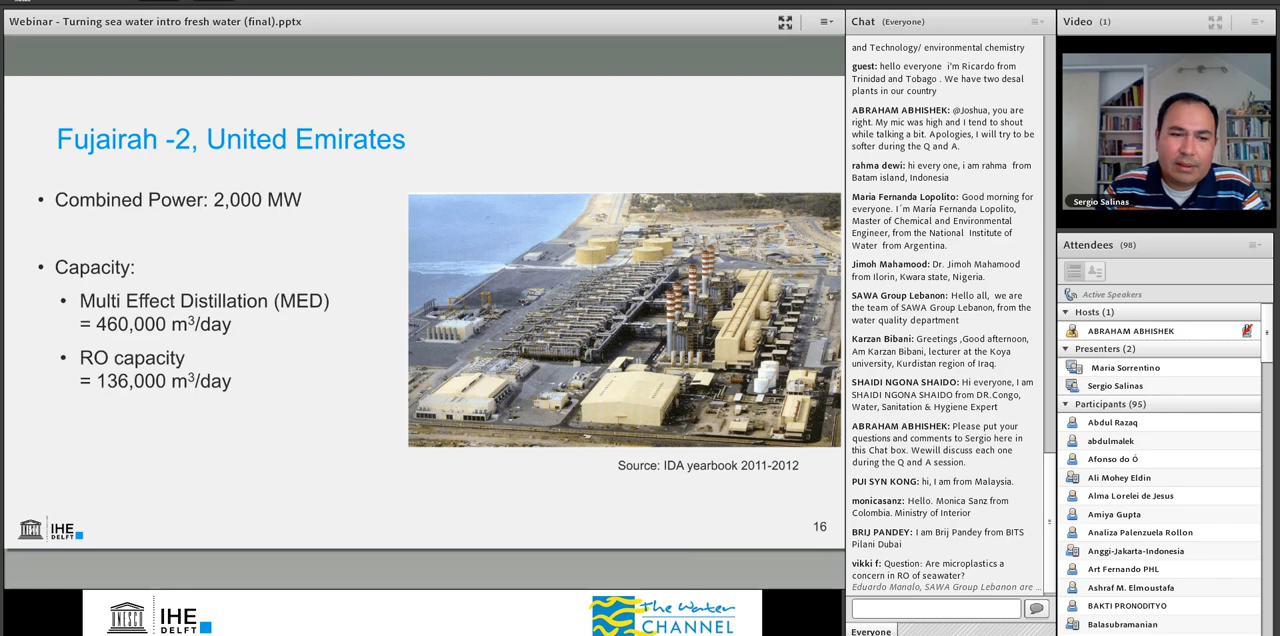 Webinar - Turning sea water intro fresh water (final).pptx
Fujairah -2, United Emirates
• Combined Power: 2,000 MW
• Capacity:
• Multi Effect Distillation (MED)
= 460,000 m³/day
• RO capacity
= 136,000 m³/day
Source: IDA yearbook 2011-2012
unesco
IHE
DELFT
16
UNESCO
IHE
DELFT
The Water
CHANNEL
Chat (Everyone)
and Technology/ environmental chemistry
guest: hello everyone i'm Ricardo from
Trinidad and Tobago . We have two desal
plants in our country
ABRAHAM ABHISHEK: @Joshua, you are
right. My mic was high and I tend to shout
while talking a bit. Apologies, I will try to be
softer during the Q and A.
rahma dewi: hi every one, i am rahma from
Batam island, Indonesia
Maria Fernanda Lopolito: Good morning for
everyone. I´m María Fernanda Lopolito,
Master of Chemical and Environmental
Engineer, from the National Institute of
Water from Argentina.
Jimoh Mahamood: Dr. Jimoh Mahamood
from Ilorin, Kwara state, Nigeria.
SAWA Group Lebanon: Hello all, we are
the team of SAWA Group Lebanon, from the
water quality department
Karzan Bibani: Greetings ,Good afternoon,
Am Karzan Bibani, lecturer at the Koya
university, Kurdistan region of Iraq.
SHAIDI NGONA SHAIDO: Hi everyone, I am
SHAIDI NGONA SHAIDO from DR.Congo,
Water, Sanitation & Hygiene Expert
ABRAHAM ABHISHEK: Please put your
questions and comments to Sergio here in
this Chat box. Wewill discuss each one
during the Q and A session.
PUI SYN KONG: hi, I am from Malaysia.
monicasanz: Hello. Monica Sanz from
Colombia. Ministry of Interior
BRIJ PANDEY: I am Brij Pandey from BITS
Pilani Dubai
vikki f: Question: Are microplastics a
concern in RO of seawater?
Eduardo Manalo, SAWA Group Lebanon are ...
Everyone
Video (1)
Sergio Salinas
Attendees (98)
Active Speakers
Hosts (1)
ABRAHAM ABHISHEK
Presenters (2)
Maria Sorrentino
Sergio Salinas
Participants (95)
Abdul Razaq
abdulmalek
Afonso do Ó
Ali Mohey Eldin
Alma Lorelei de Jesus
Amiya Gupta
Analiza Palenzuela Rollon
Anggi-Jakarta-Indonesia
Art Fernando PHL
Ashraf M. Elmoustafa
BAKTI PRONODITYO
Balasubramanian